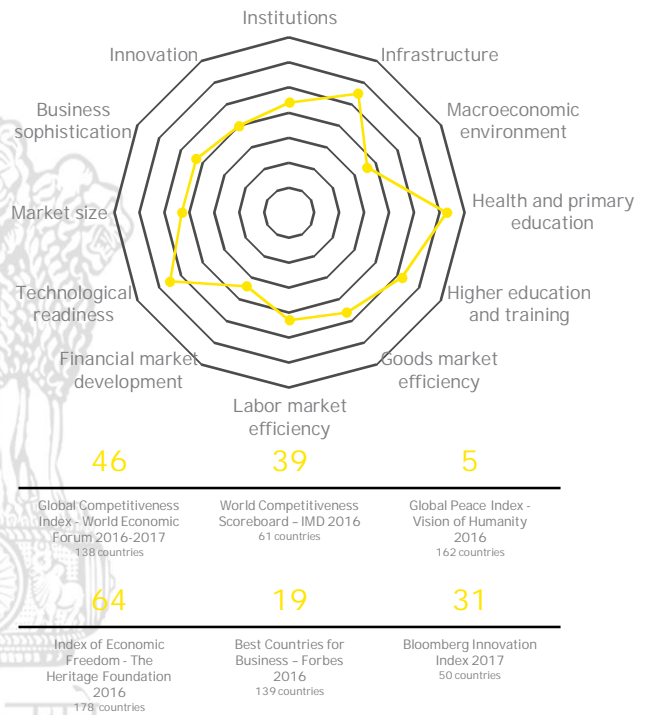 Institutions
Innovation
Infrastructure
Business
sophistication
Macroeconomic
environment
Market size
Health and primary
education
Technological
readiness
Higher education
and training
Financial market
development
Goods market
efficiency
Labor market
efficiency
46
39
5
Global Competitiveness
Index - World Economic
Forum 2016-2017
138 countries
World Competitiveness
Scoreboard – IMD 2016
61 countries
Global Peace Index -
Vision of Humanity
2016
162 countries
64
19
31
Index of Economic
Freedom - The
Heritage Foundation
2016
178 countries
Best Countries for
Business – Forbes
2016
139 countries
Bloomberg Innovation
Index 2017
50 countries